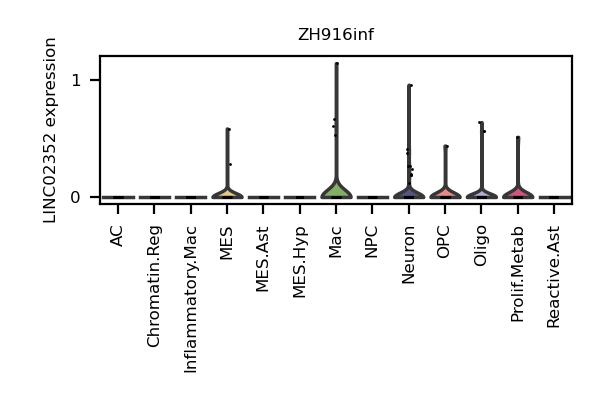 ZH916inf
LINC02352 expression
1
0
AC
Chromatin.Reg
Inflammatory.Mac
MES
MES.Ast
MES.Hyp
Mac
NPC
Neuron
OPC
Oligo
Prolif.Metab
Reactive.Ast